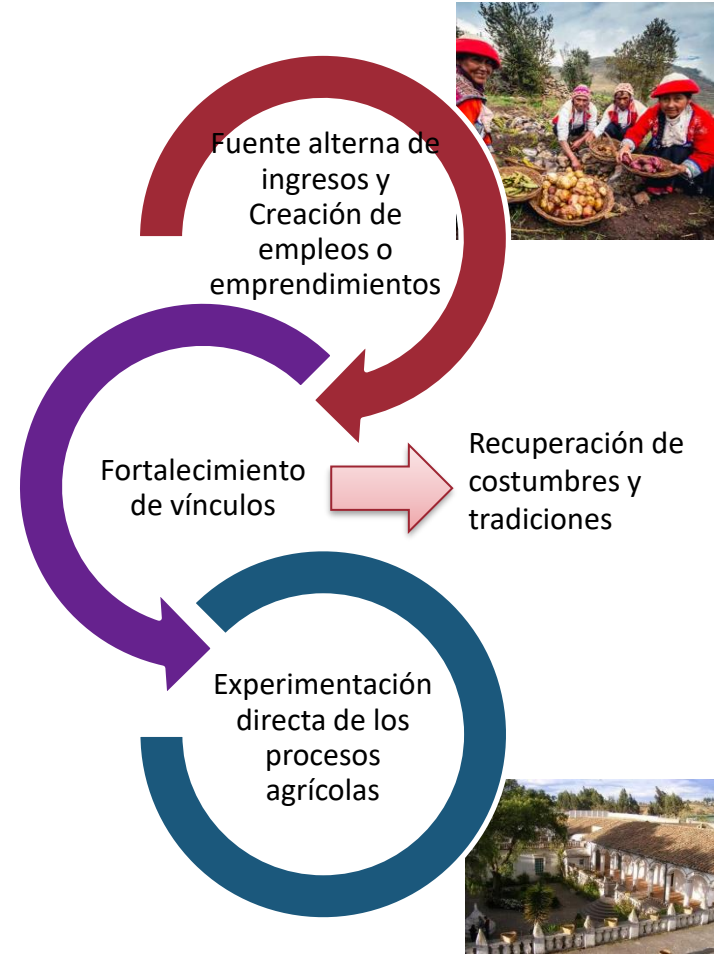 Fuente alterna de
ingresos y
Creación de
empleos o
emprendimientos
Fortalecimiento
de vínculos
Recuperación de
costumbres y
tradiciones
Experimentación
directa de los
procesos
agrícolas